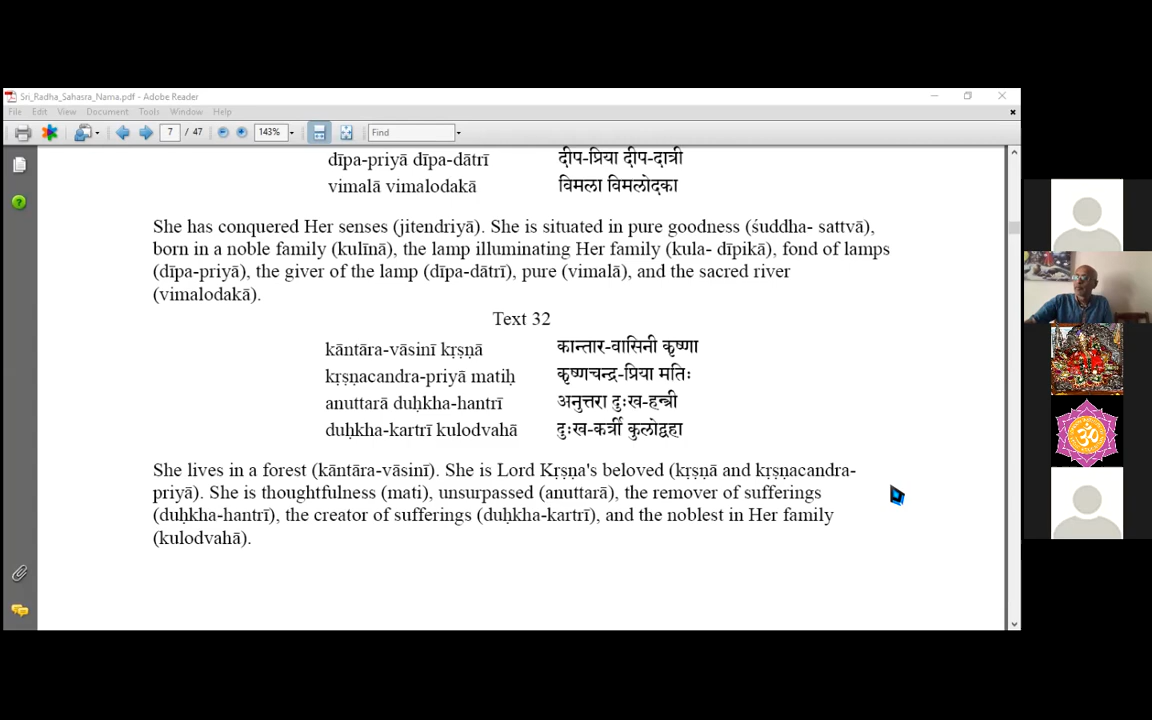 Sri_Radha_Sahasra_Nama.pdf - Adobe Reader
File Edit View Document Tools Window Help
7 / 47 143% Find
dīpa-priyā dīpa-dātrī दीप-प्रिया दीप-दात्री
vimalā vimalodakā विमला विमलोदका
She has conquered Her senses (jitendriyā). She is situated in pure goodness (śuddha- sattvā),
born in a noble family (kulīnā), the lamp illuminating Her family (kula- dīpikā), fond of lamps
(dīpa-priyā), the giver of the lamp (dīpa-dātrī), pure (vimalā), and the sacred river
(vimalodakā).
Text 32
kāntāra-vāsinī kṛṣṇā कान्तार-वासिनी कृष्णा
kṛṣṇacandra-priyā matiḥ कृष्णचन्द्र-प्रिया मतिः
anuttarā duḥkha-hantrī अनुत्तरा दुःख-हन्त्री
duḥkha-kartrī kulodvahā दुःख-कर्त्री कुलोद्वहा
She lives in a forest (kāntāra-vāsinī). She is Lord Kṛṣṇa's beloved (kṛṣṇā and kṛṣṇacandra-
priyā). She is thoughtfulness (mati), unsurpassed (anuttarā), the remover of sufferings
(duḥkha-hantrī), the creator of sufferings (duḥkha-kartrī), and the noblest in Her family
(kulodvahā).
ॐ